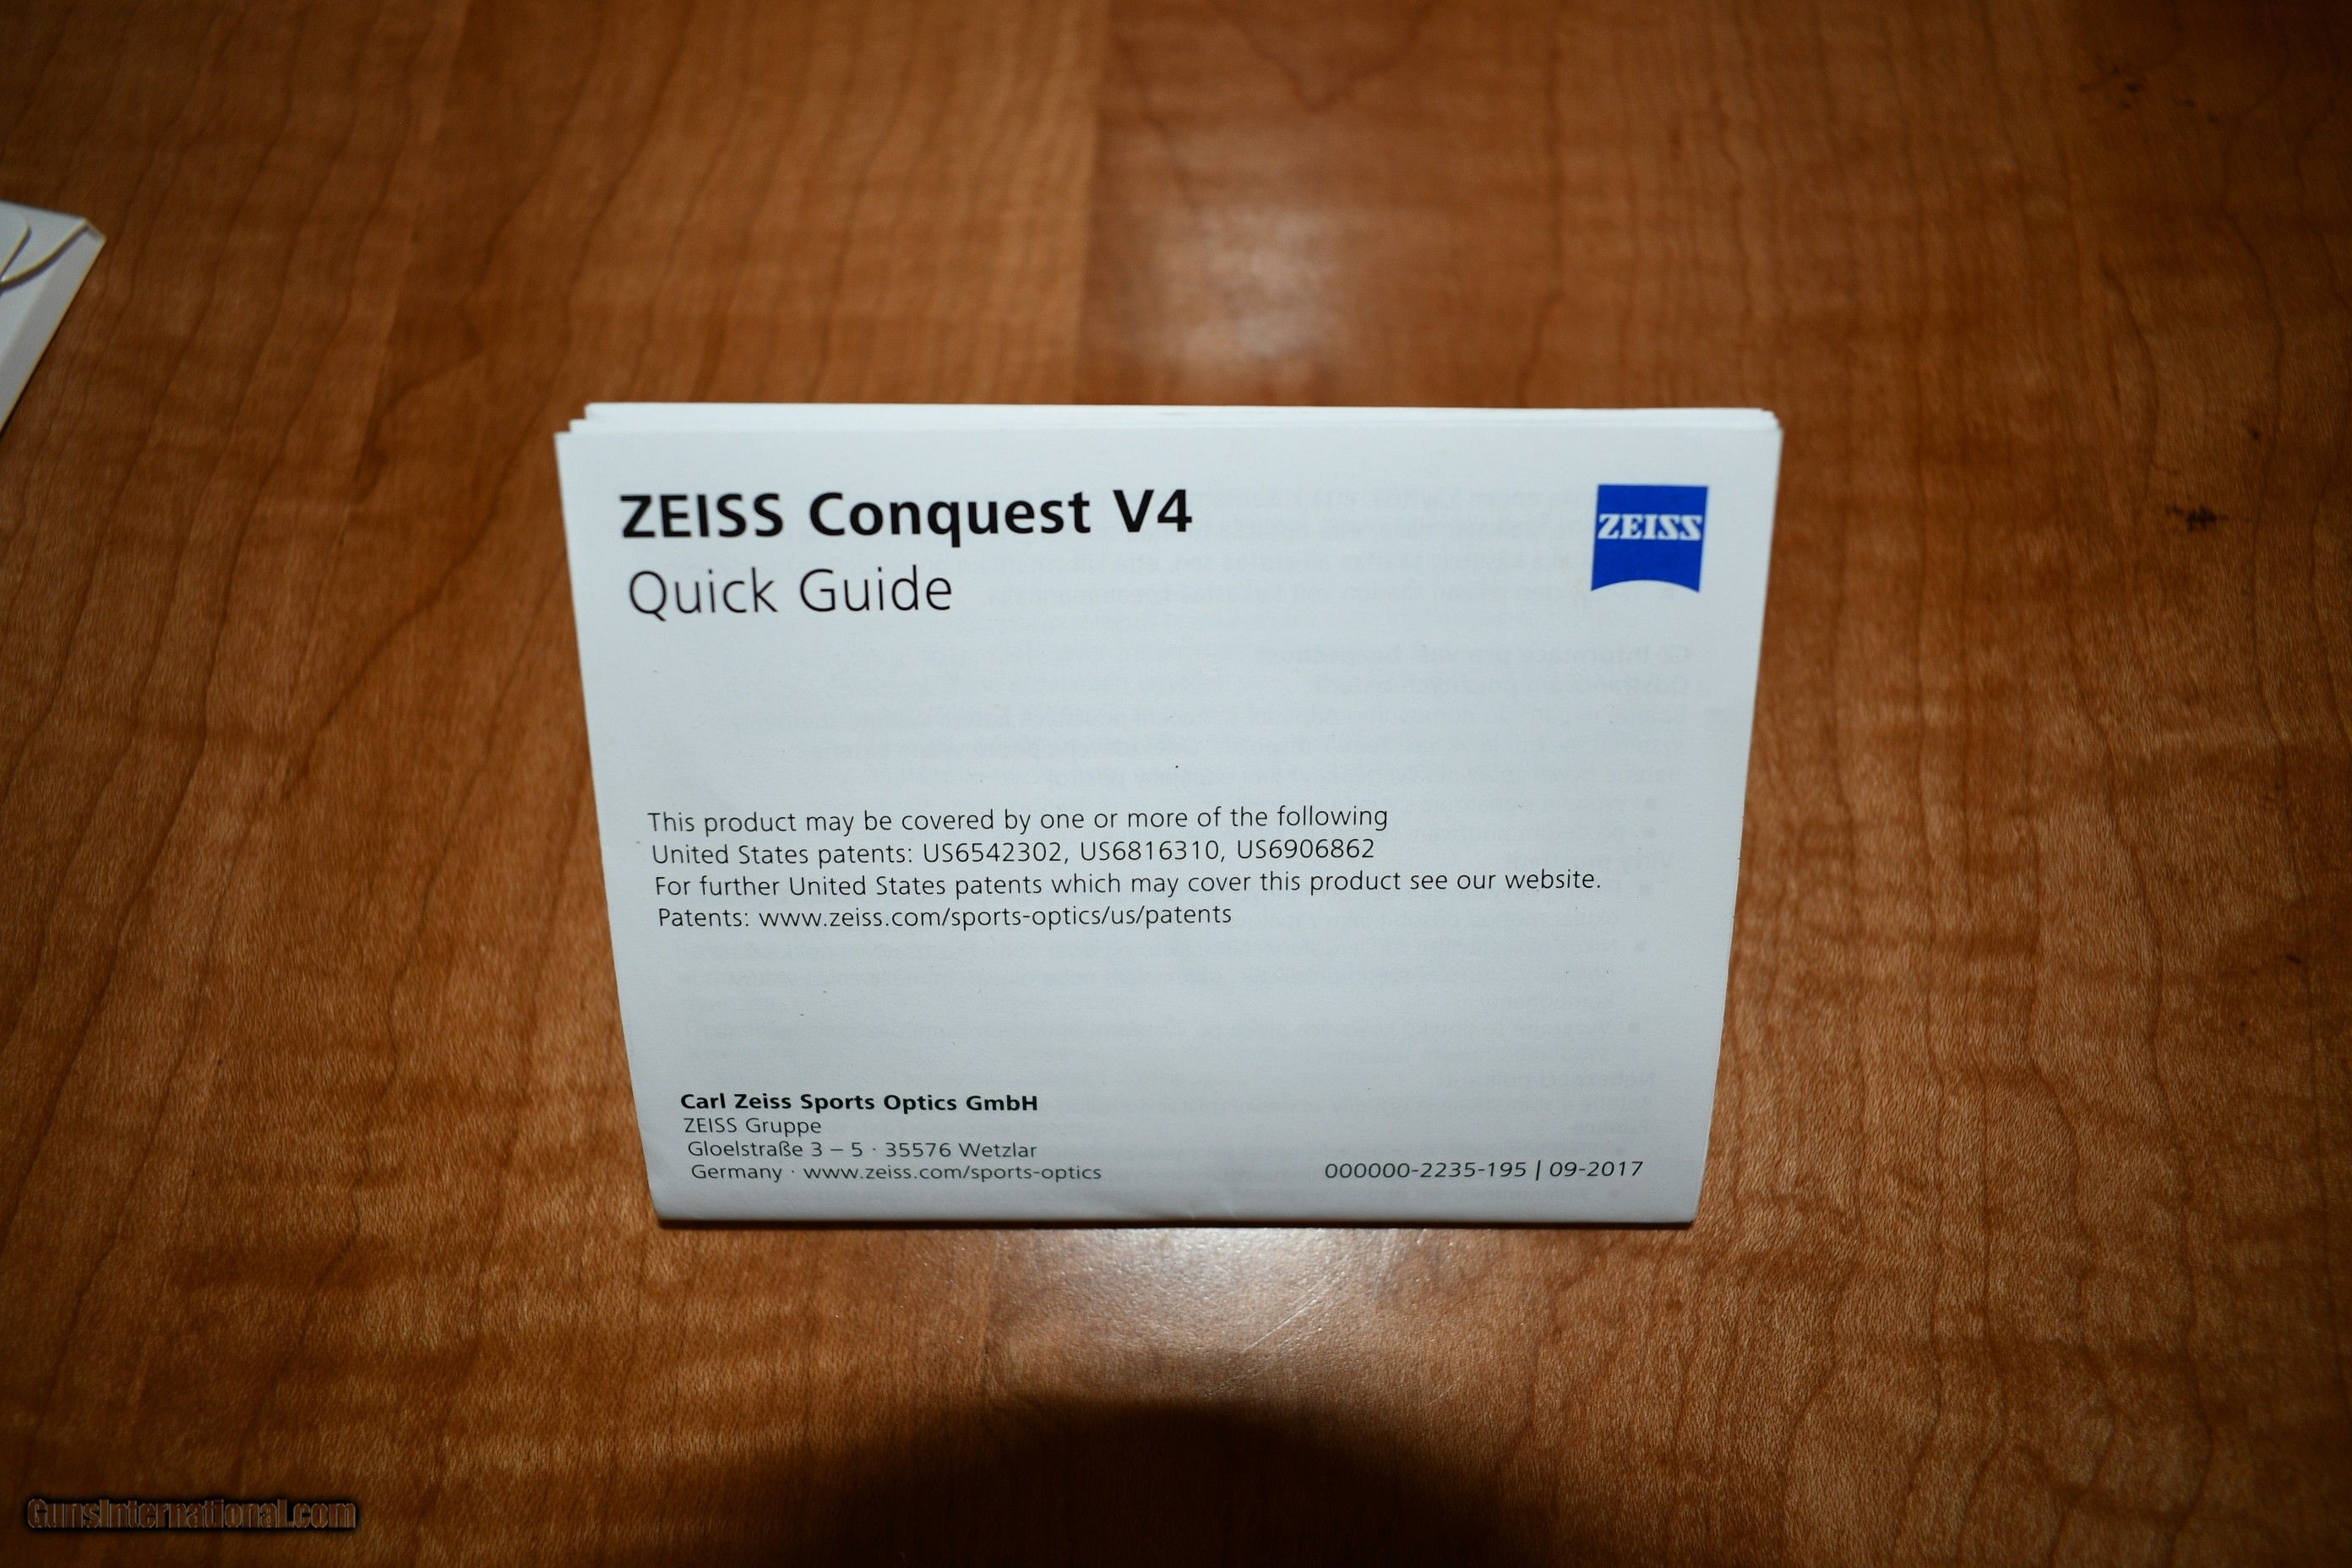 ZEISS Conquest V4
Quick Guide
ZEISS
This product may be covered by one or more of the following
United States patents: US6542302, US6816310, US6906862
For further United States patents which may cover this product see our website.
Patents: www.zeiss.com/sports-optics/us/patents
Carl Zeiss Sports Optics GmbH
ZEISS Gruppe
Gloelstraße 3 – 5 · 35576 Wetzlar
Germany · www.zeiss.com/sports-optics
000000-2235-195 | 09-2017
GunsInternational.com